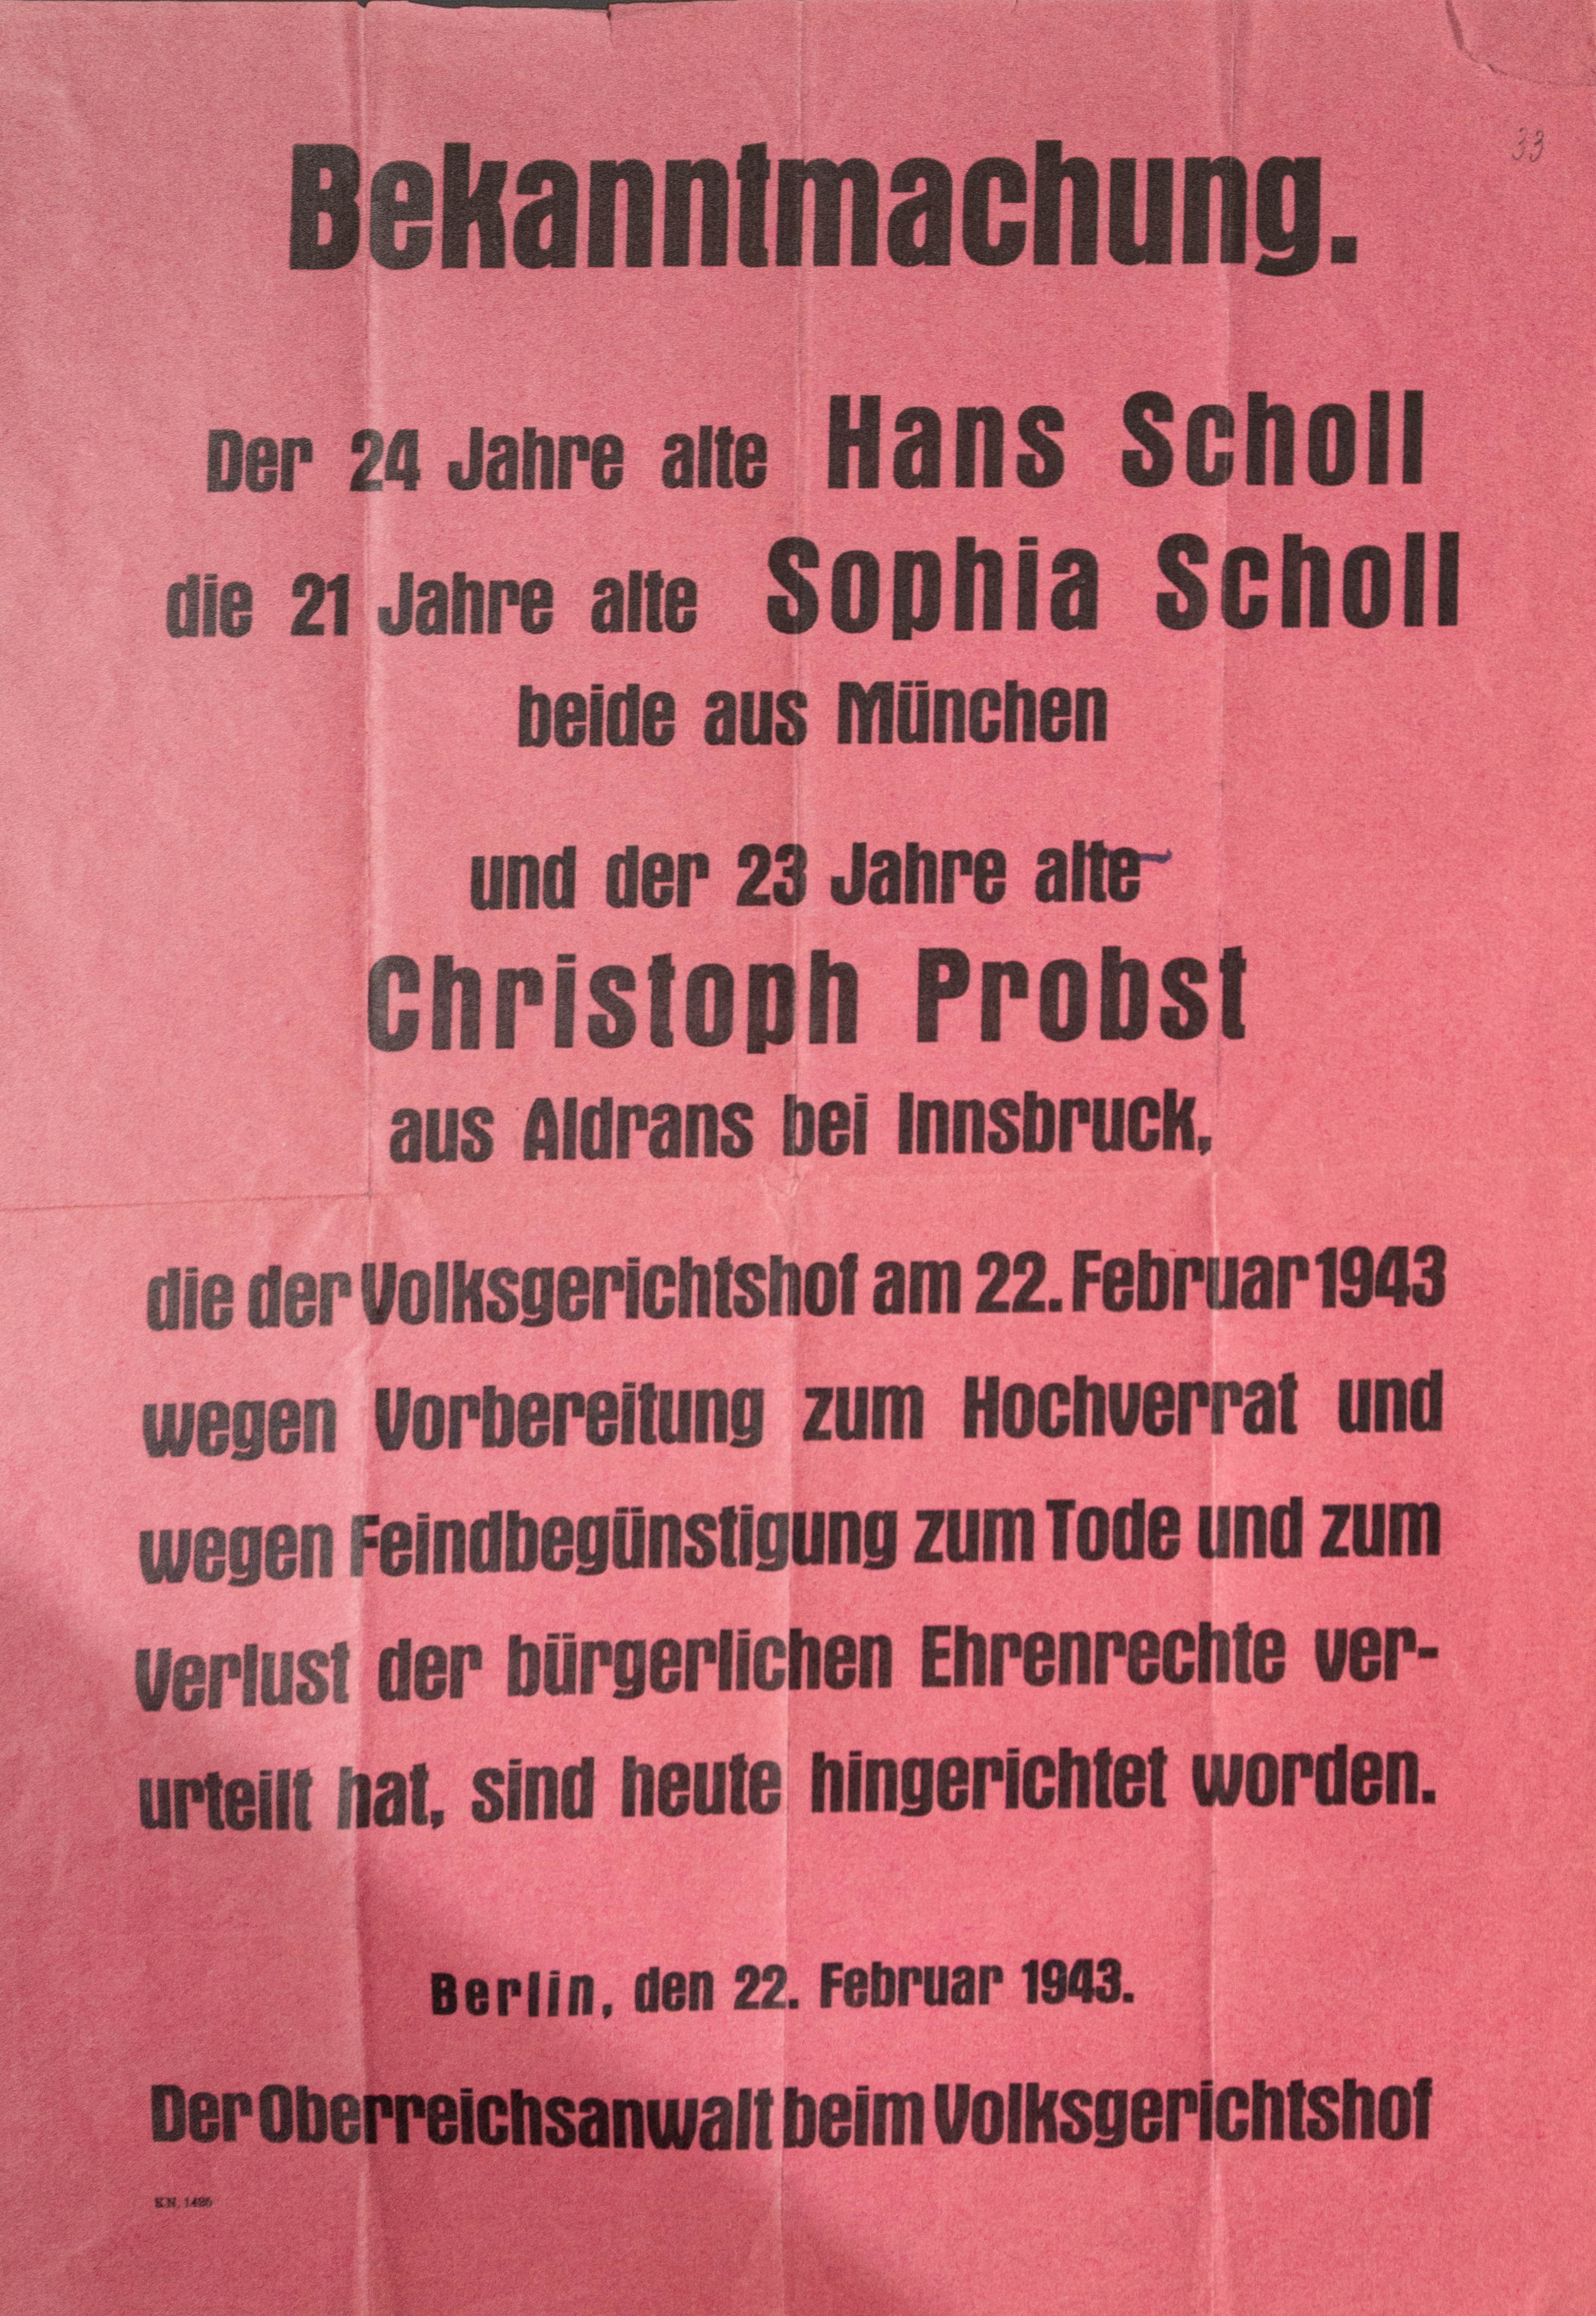 33
Bekanntmachung.
Der 24 Jahre alte Hans Scholl
die 21 Jahre alte Sophia Scholl
beide aus München
und der 23 Jahre alte
Christoph Probst
aus Aldrans bei Innsbruck,
die der Volksgerichtshof am 22. Februar 1943
wegen Vorbereitung zum Hochverrat und
wegen Feindbegünstigung zum Tode und zum
Verlust der bürgerlichen Ehrenrechte ver-
urteilt hat, sind heute hingerichtet worden.
Berlin, den 22. Februar 1943.
Der Oberreichsanwalt beim Volksgerichtshof
K.N. 1426